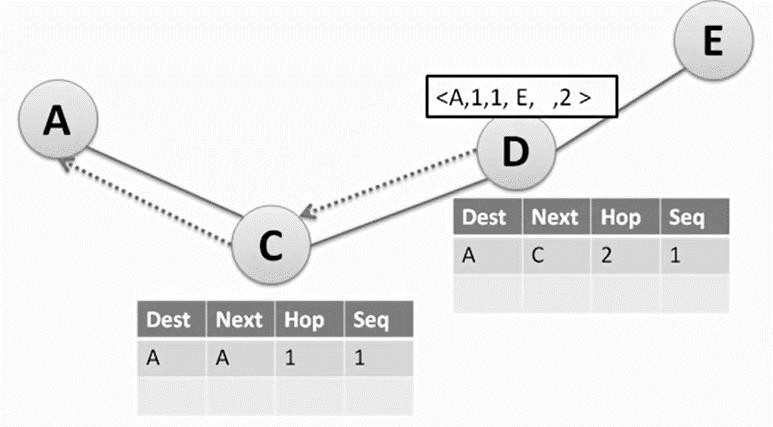 E
<A,1,1, E,   ,2 >
A
D
Dest Next Hop Seq
A C 2 1
C
Dest Next Hop Seq
A A 1 1